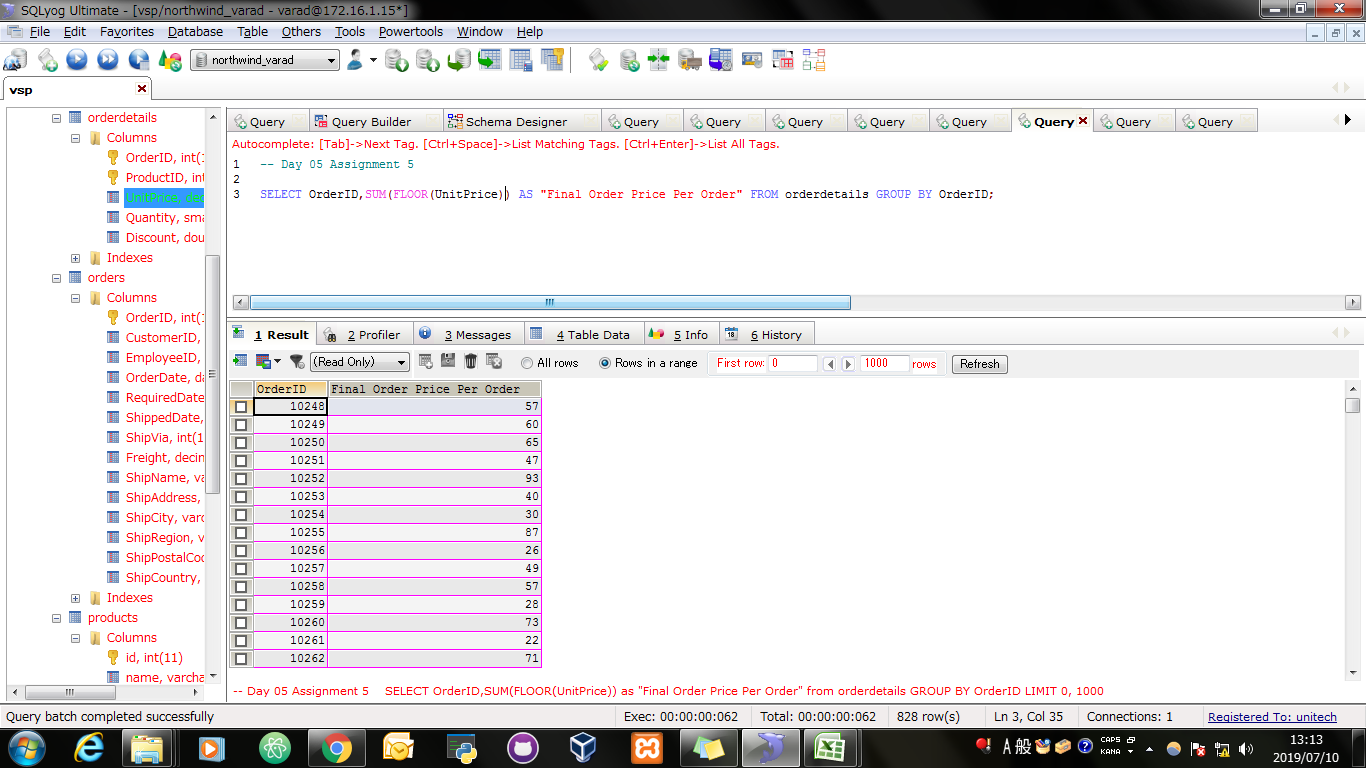 SQLyog Ultimate - [vsp/northwind_varad - varad@172.16.1.15*]
File Edit Favorites Database Table Others Tools Powertools Window Help
northwind_varad
vsp
orderdetails
Columns
OrderID, int(1
ProductID, int
UnitPrice, de
Quantity, sma
Discount, dou
Indexes
orders
Columns
OrderID, int(1
CustomerID,
EmployeeID,
OrderDate, da
RequiredDate
ShippedDate,
ShipVia, int(1
Freight, decin
ShipName, va
ShipAddress,
ShipCity, varc
ShipRegion, v
ShipPostalCod
ShipCountry,
Indexes
products
Columns
id, int(11)
name, varcha
Query Query Builder Schema Designer Query Query Query Query Query Query Query Query
Autocomplete: [Tab]->Next Tag. [Ctrl+Space]->List Matching Tags. [Ctrl+Enter]->List All Tags.
1 -- Day 05 Assignment 5
2
3 SELECT OrderID,SUM(FLOOR(UnitPrice)) AS "Final Order Price Per Order" FROM orderdetails GROUP BY OrderID;
1 Result 2 Profiler 3 Messages 4 Table Data 5 Info 18 6 History
(Read Only) All rows Rows in a range First row: 0 1000 rows Refresh
OrderID Final Order Price Per Order
10248 57
10249 60
10250 65
10251 47
10252 93
10253 40
10254 30
10255 87
10256 26
10257 49
10258 57
10259 28
10260 73
10261 22
10262 71
-- Day 05 Assignment 5 SELECT OrderID,SUM(FLOOR(UnitPrice)) as "Final Order Price Per Order" from orderdetails GROUP BY OrderID LIMIT 0, 1000
Query batch completed successfully Exec: 00:00:00:062 Total: 00:00:00:062 828 row(s) Ln 3, Col 35 Connections: 1 Registered To: unitech
A 般 CAPS KANA 13:13
2019/07/10